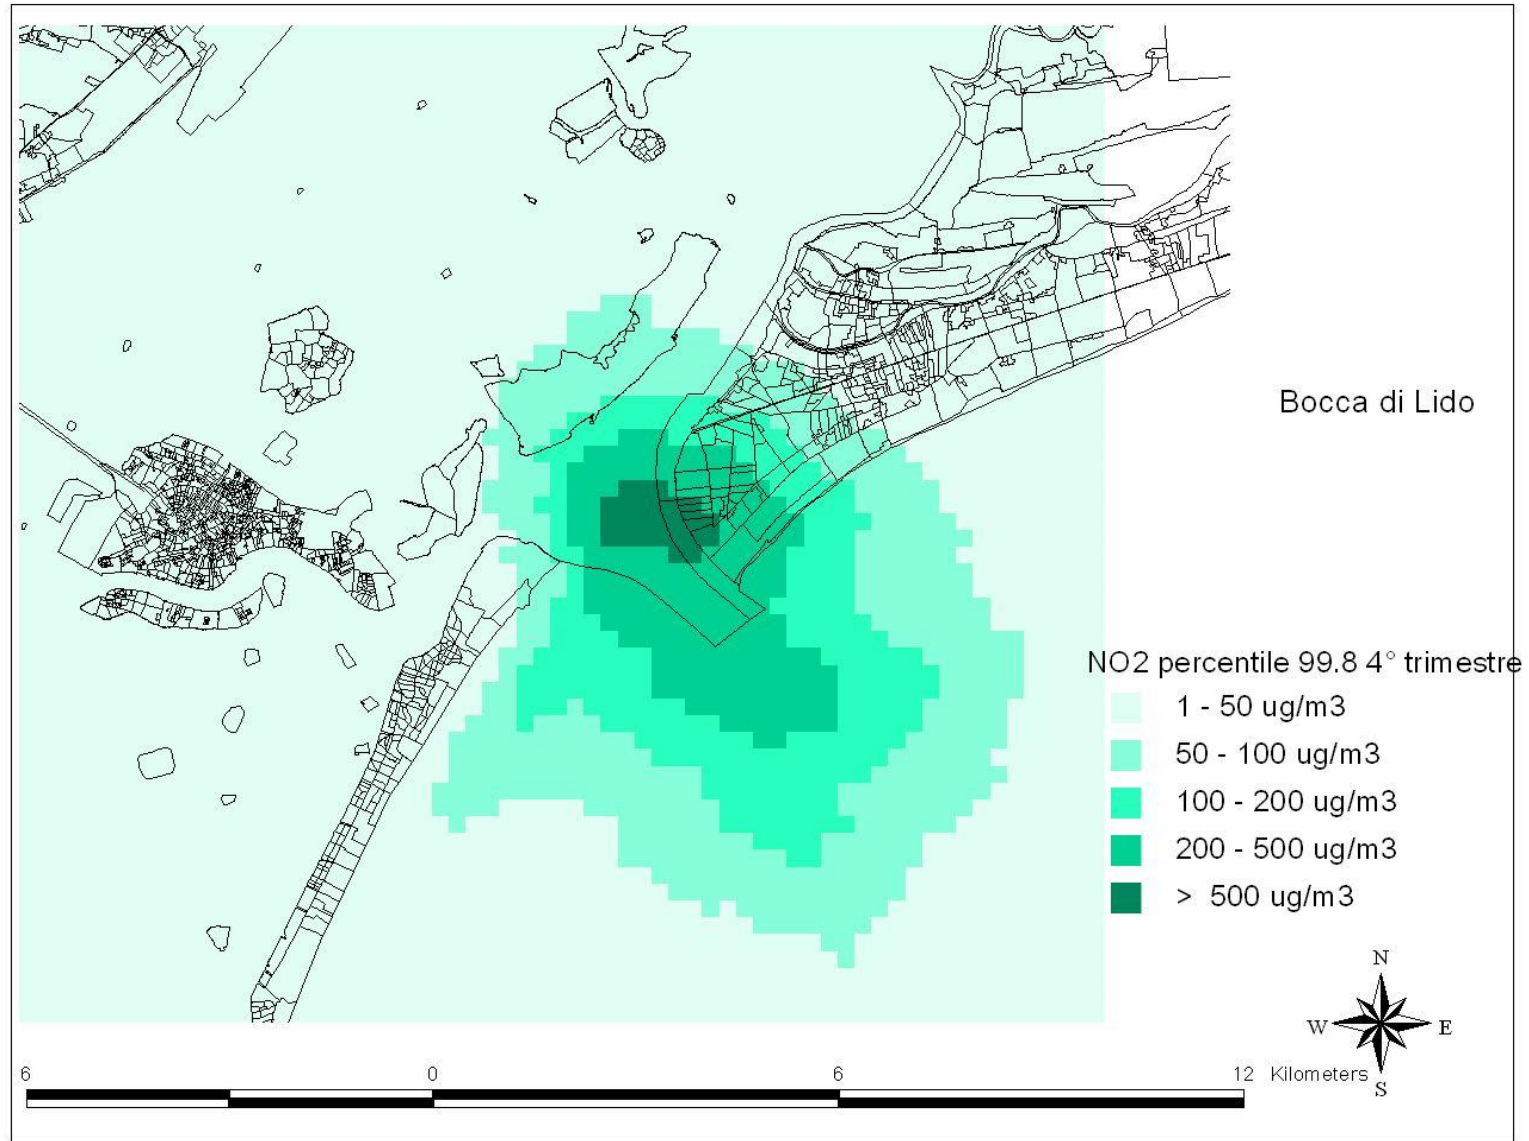 Bocca di Lido
NO2 percentile 99.8 4° trimestre
1 - 50 ug/m3
50 - 100 ug/m3
100 - 200 ug/m3
200 - 500 ug/m3
> 500 ug/m3
N
W E
S
6 0 6 12 Kilometers